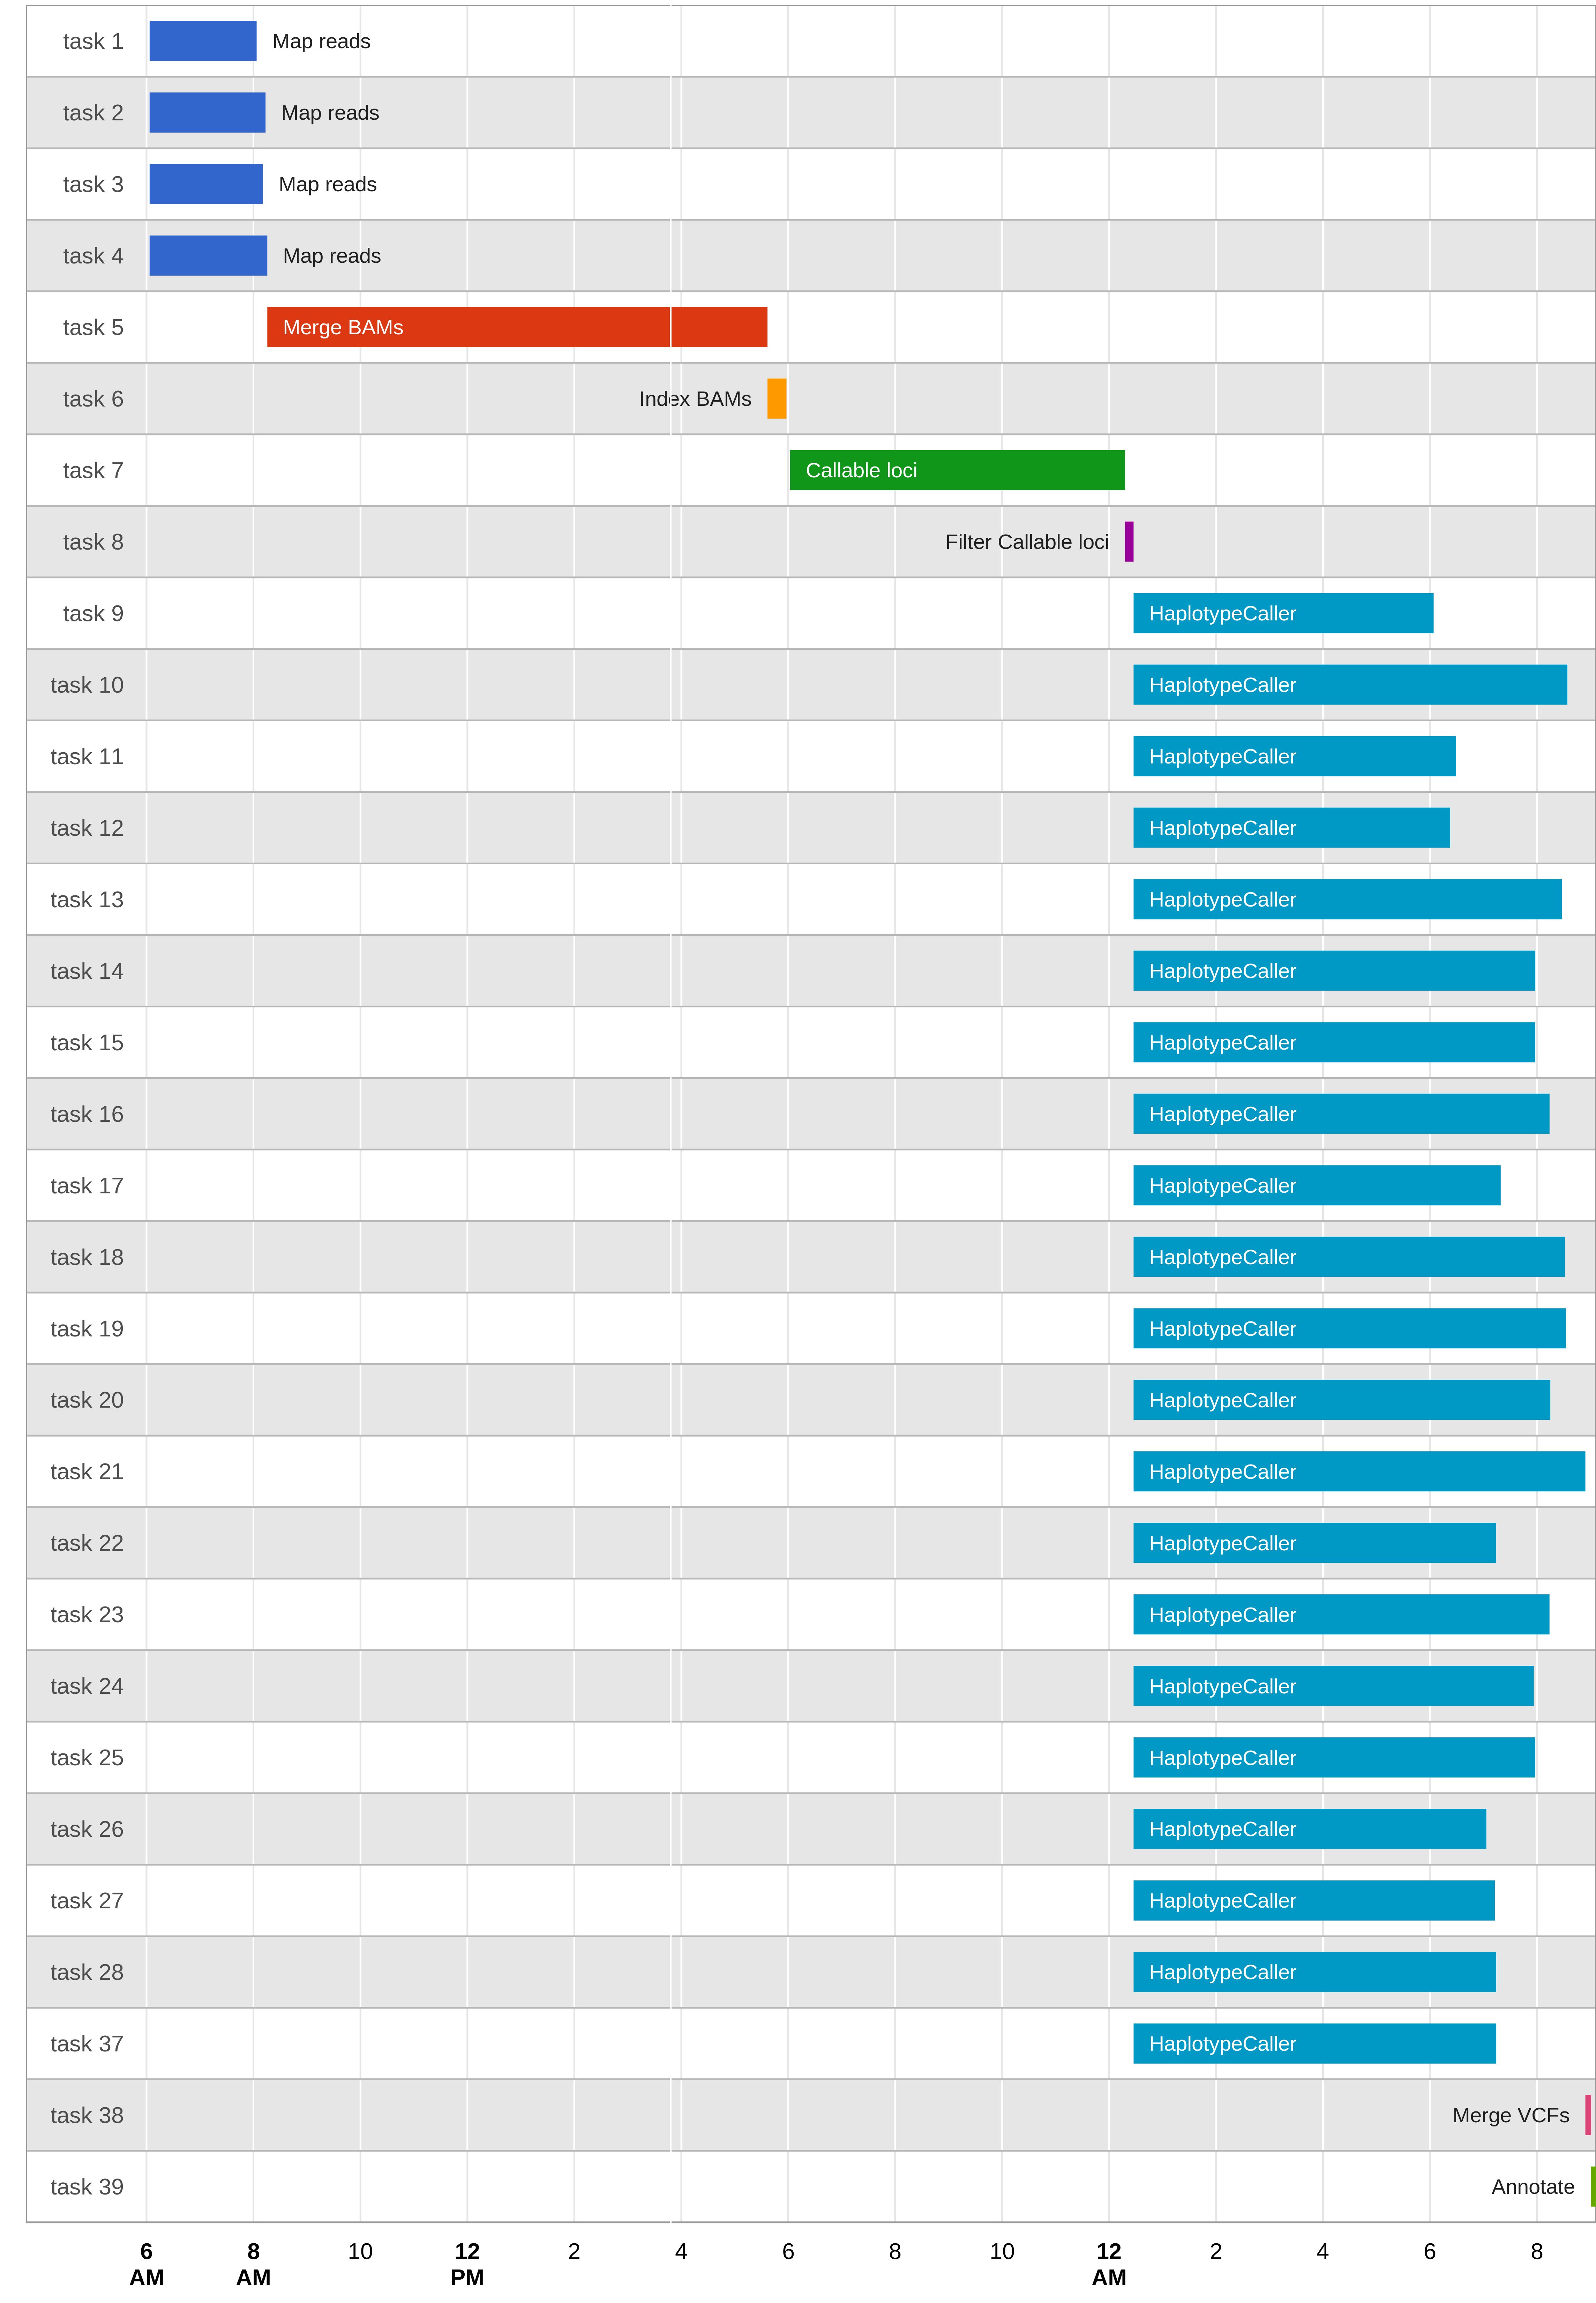 task 1 Map reads
task 2 Map reads
task 3 Map reads
task 4 Map reads
task 5 Merge BAMs
task 6 Index BAMs
task 7 Callable loci
task 8 Filter Callable loci
task 9 HaplotypeCaller
task 10 HaplotypeCaller
task 11 HaplotypeCaller
task 12 HaplotypeCaller
task 13 HaplotypeCaller
task 14 HaplotypeCaller
task 15 HaplotypeCaller
task 16 HaplotypeCaller
task 17 HaplotypeCaller
task 18 HaplotypeCaller
task 19 HaplotypeCaller
task 20 HaplotypeCaller
task 21 HaplotypeCaller
task 22 HaplotypeCaller
task 23 HaplotypeCaller
task 24 HaplotypeCaller
task 25 HaplotypeCaller
task 26 HaplotypeCaller
task 27 HaplotypeCaller
task 28 HaplotypeCaller
task 37 HaplotypeCaller
task 38 Merge VCFs
task 39 Annotate
6 8 10 12 2 4 6 8 10 12 2 4 6 8
AM AM PM AM